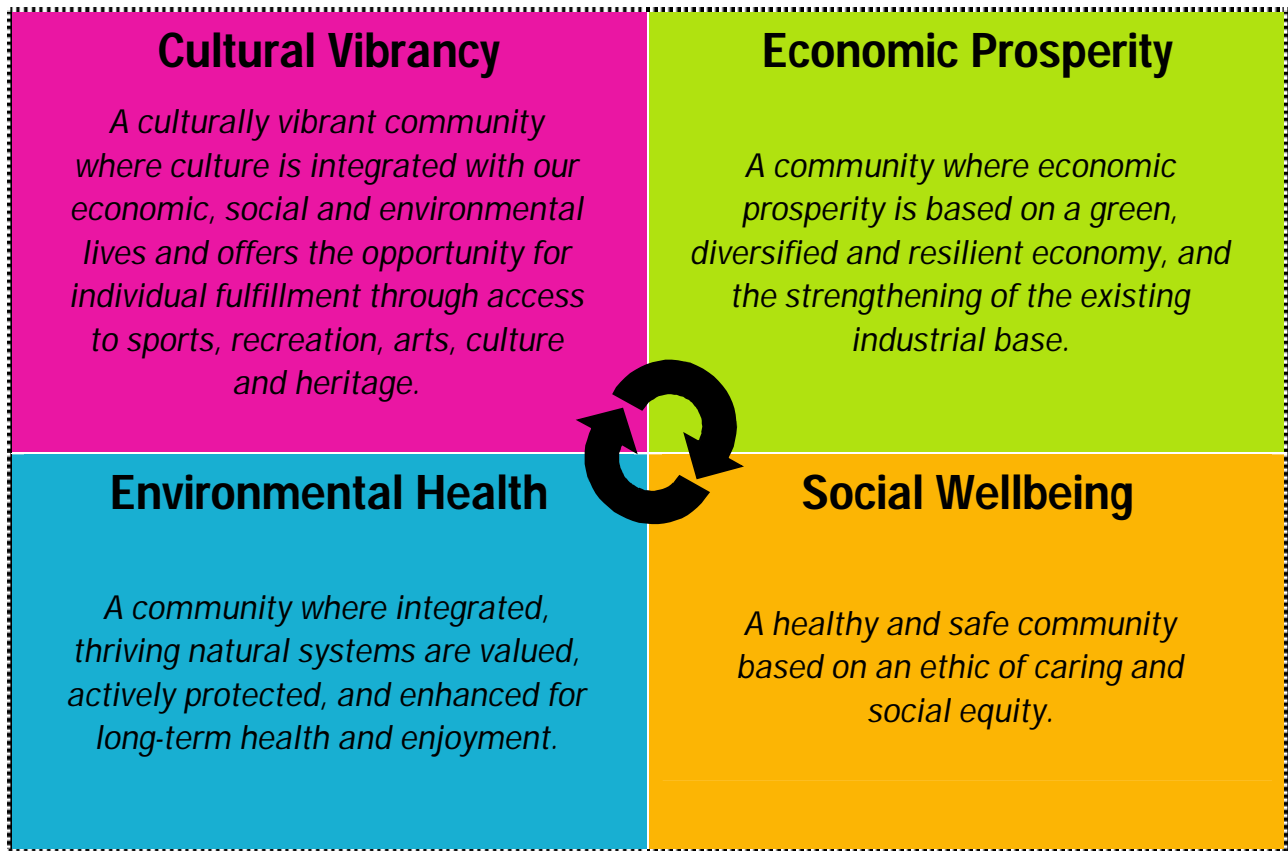 Cultural Vibrancy
A culturally vibrant community
where culture is integrated with our
economic, social and environmental
lives and offers the opportunity for
individual fulfillment through access
to sports, recreation, arts, culture
and heritage.
Economic Prosperity
A community where economic
prosperity is based on a green,
diversified and resilient economy, and
the strengthening of the existing
industrial base.
Environmental Health
A community where integrated,
thriving natural systems are valued,
actively protected, and enhanced for
long-term health and enjoyment.
Social Wellbeing
A healthy and safe community
based on an ethic of caring and
social equity.